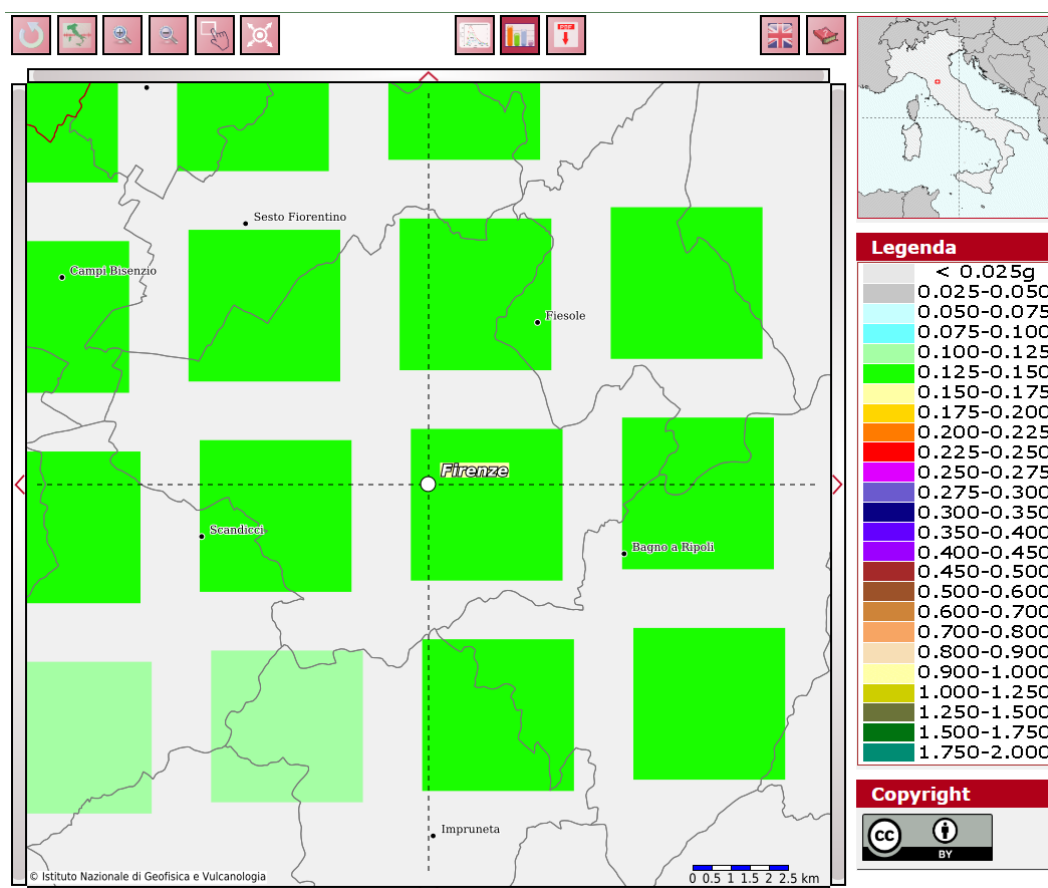 PDF
?
Sesto Fiorentino
Campi Bisenzio
Fiesole
Firenze
Scandicci
Bagno a Ripoli
Impruneta
© Istituto Nazionale di Geofisica e Vulcanologia
0 0.5 1 1.5 2 2.5 km
Legenda
< 0.025g
0.025-0.050
0.050-0.075
0.075-0.100
0.100-0.125
0.125-0.150
0.150-0.175
0.175-0.200
0.200-0.225
0.225-0.250
0.250-0.275
0.275-0.300
0.300-0.350
0.350-0.400
0.400-0.450
0.450-0.500
0.500-0.600
0.600-0.700
0.700-0.800
0.800-0.900
0.900-1.000
1.000-1.250
1.250-1.500
1.500-1.750
1.750-2.000
Copyright
cc
BY